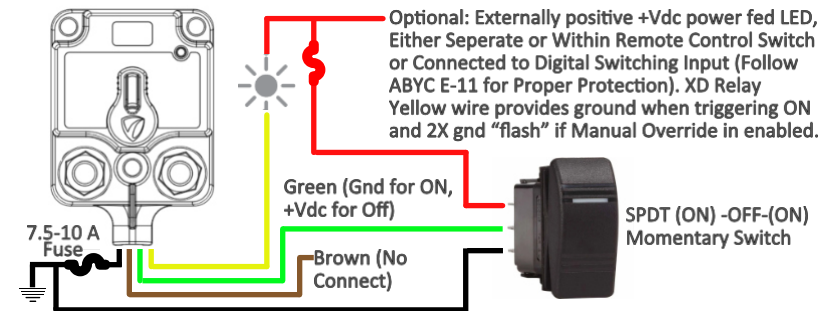 Optional: Externally positive +Vdc power fed LED,
Either Seperate or Within Remote Control Switch
or Connected to Digital Switching Input (Follow
ABYC E-11 for Proper Protection). XD Relay
Yellow wire provides ground when triggering ON
and 2X gnd “flash” if Manual Override in enabled.
Green (Gnd for ON,
+Vdc for Off)
SPDT (ON) -OFF-(ON)
Momentary Switch
7.5-10 A
Fuse
Brown (No
Connect)